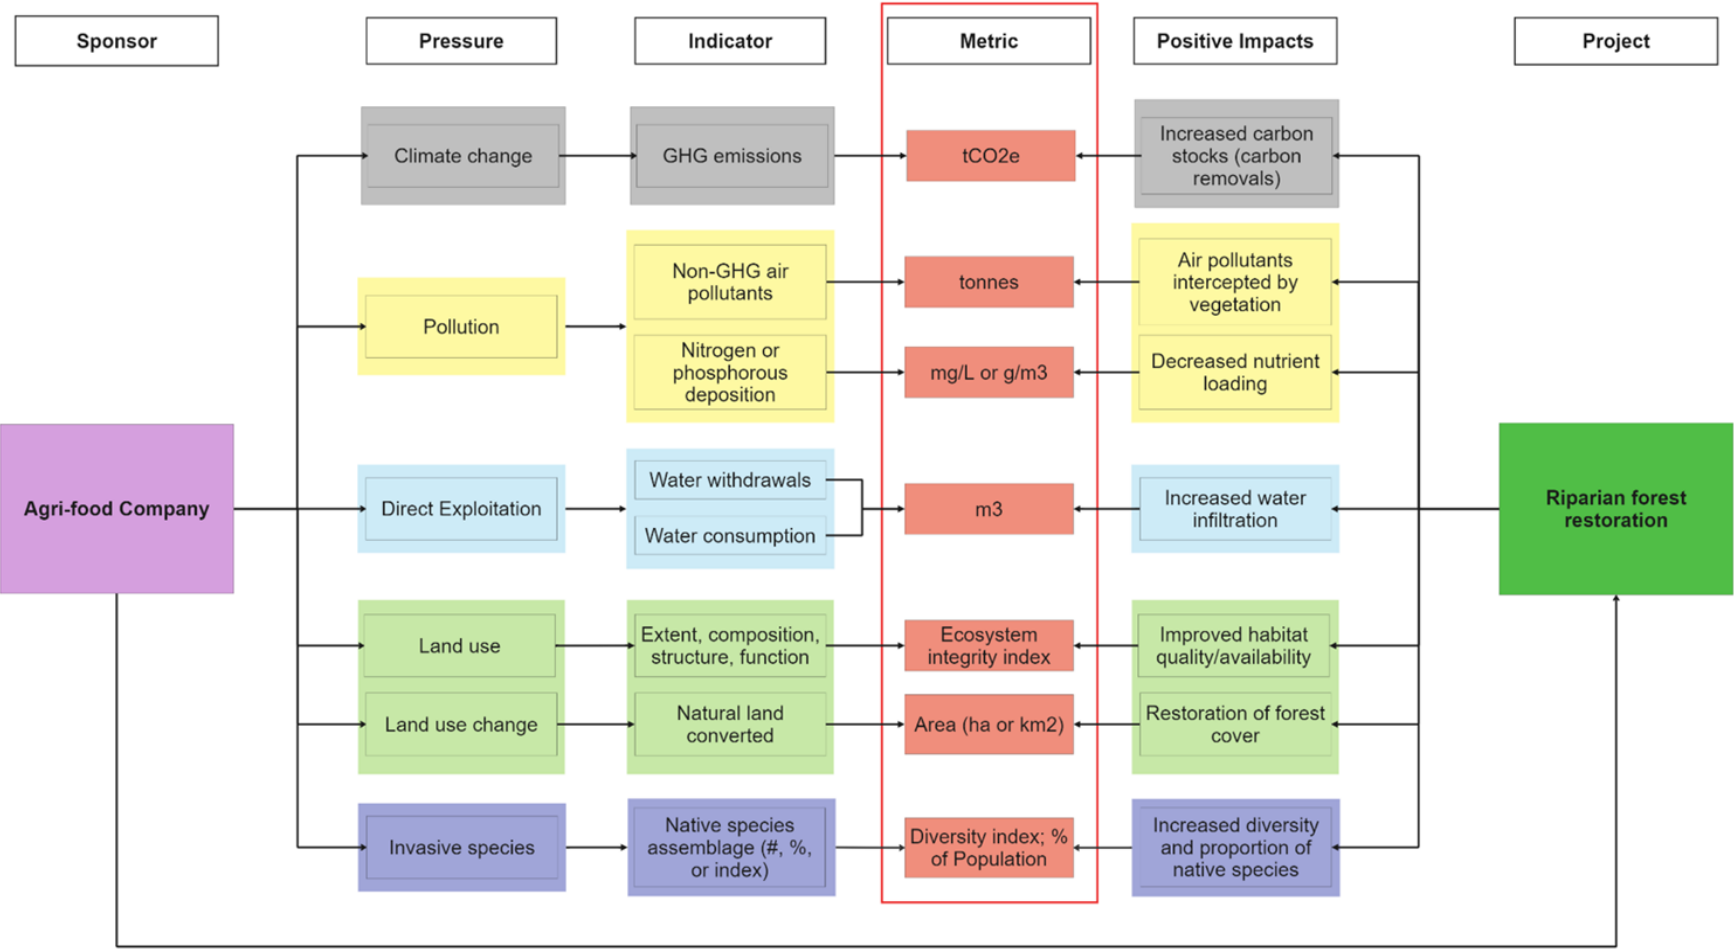 Sponsor
Pressure
Indicator
Metric
Positive Impacts
Project
Climate change
GHG emissions
tCO2e
Increased carbon
stocks (carbon
removals)
Pollution
Non-GHG air
pollutants
tonnes
Air pollutants
intercepted by
vegetation
Nitrogen or
phosphorous
deposition
mg/L or g/m3
Decreased nutrient
loading
Agri-food Company
Direct Exploitation
Water withdrawals
Water consumption
m3
Increased water
infiltration
Riparian forest
restoration
Land use
Extent, composition,
structure, function
Ecosystem
integrity index
Improved habitat
quality/availability
Land use change
Natural land
converted
Area (ha or km2)
Restoration of forest
cover
Invasive species
Native species
assemblage (#, %,
or index)
Diversity index; %
of Population
Increased diversity
and proportion of
native species